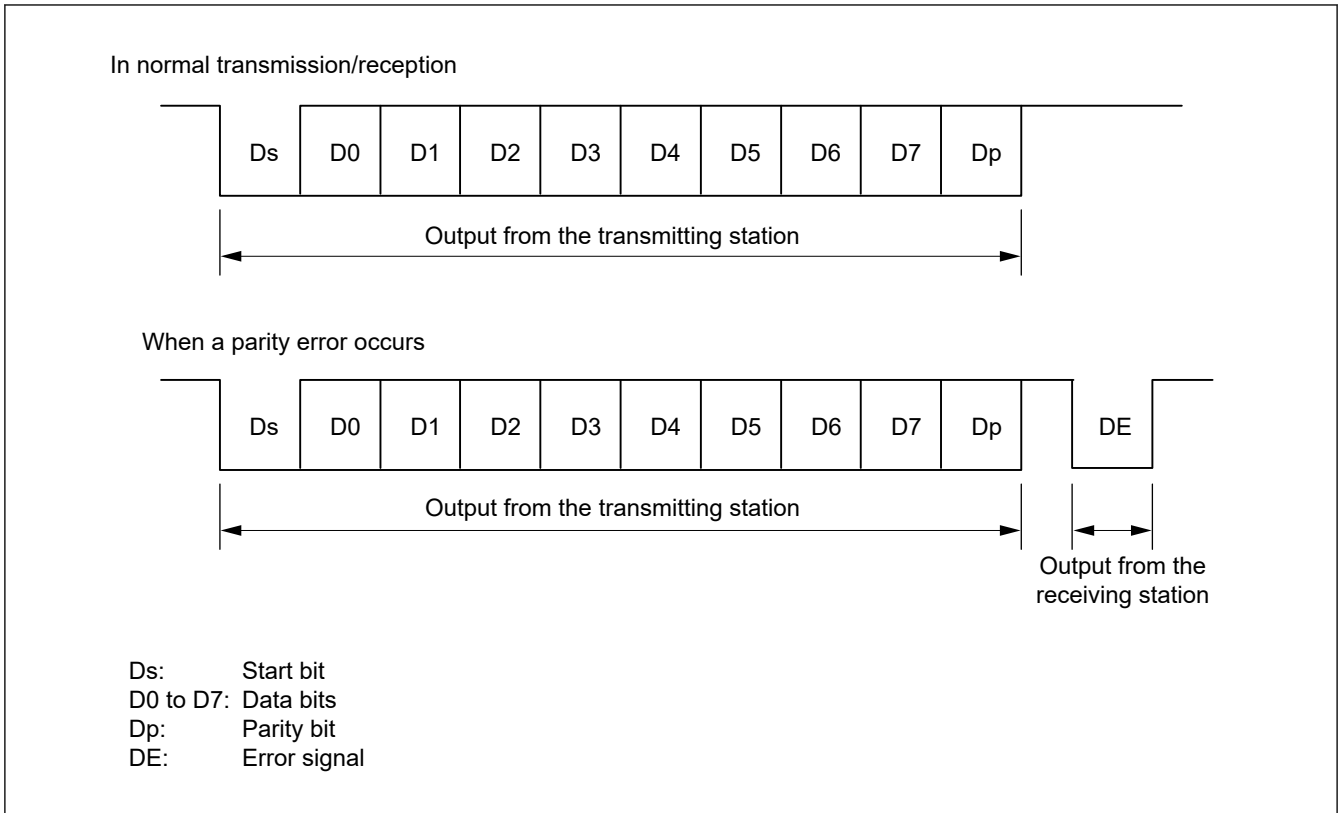 In normal transmission/reception
Ds D0 D1 D2 D3 D4 D5 D6 D7 Dp
Output from the transmitting station
When a parity error occurs
Ds D0 D1 D2 D3 D4 D5 D6 D7 Dp DE
Output from the transmitting station
Output from the
receiving station
Ds: Start bit
D0 to D7: Data bits
Dp: Parity bit
DE: Error signal